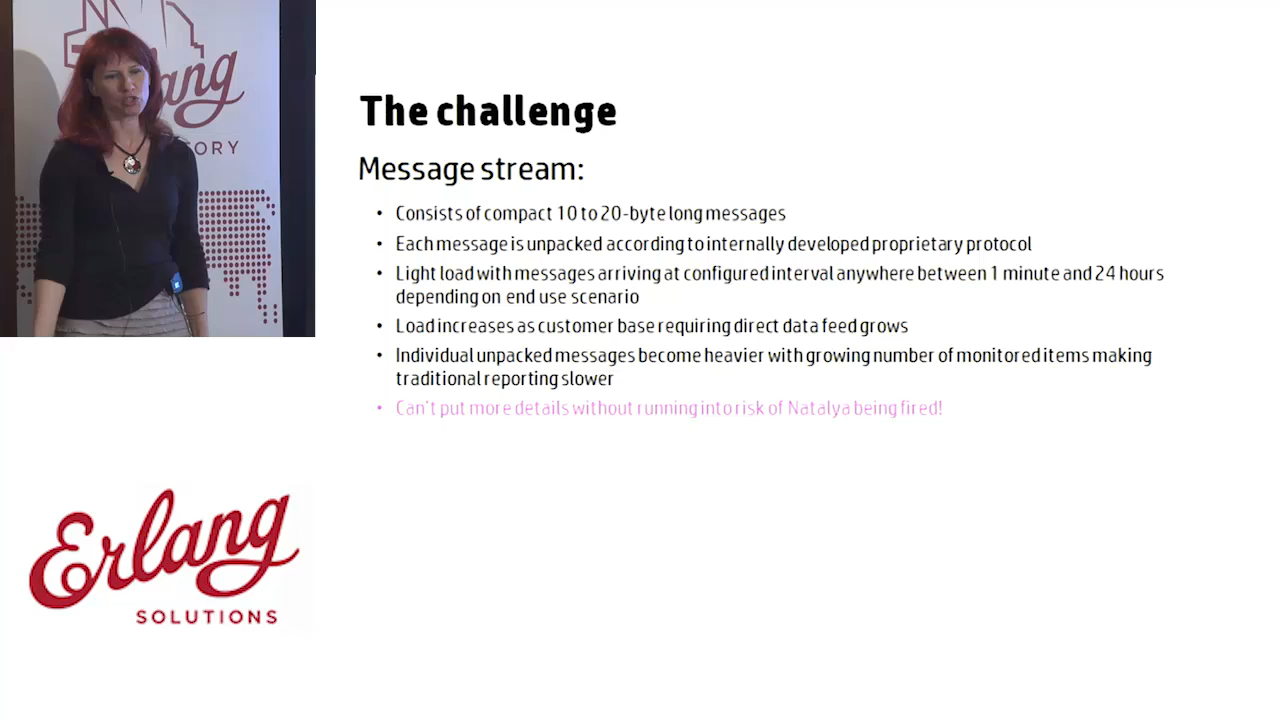 The challenge
Message stream:
• Consists of compact 10 to 20-byte long messages
• Each message is unpacked according to internally developed proprietary protocol
• Light load with messages arriving at configured interval anywhere between 1 minute and 24 hours
depending on end use scenario
• Load increases as customer base requiring direct data feed grows
• Individual unpacked messages become heavier with growing number of monitored items making
traditional reporting slower
• Can't put more details without running into risk of Natalya being fired!
Erlang
SOLUTIONS